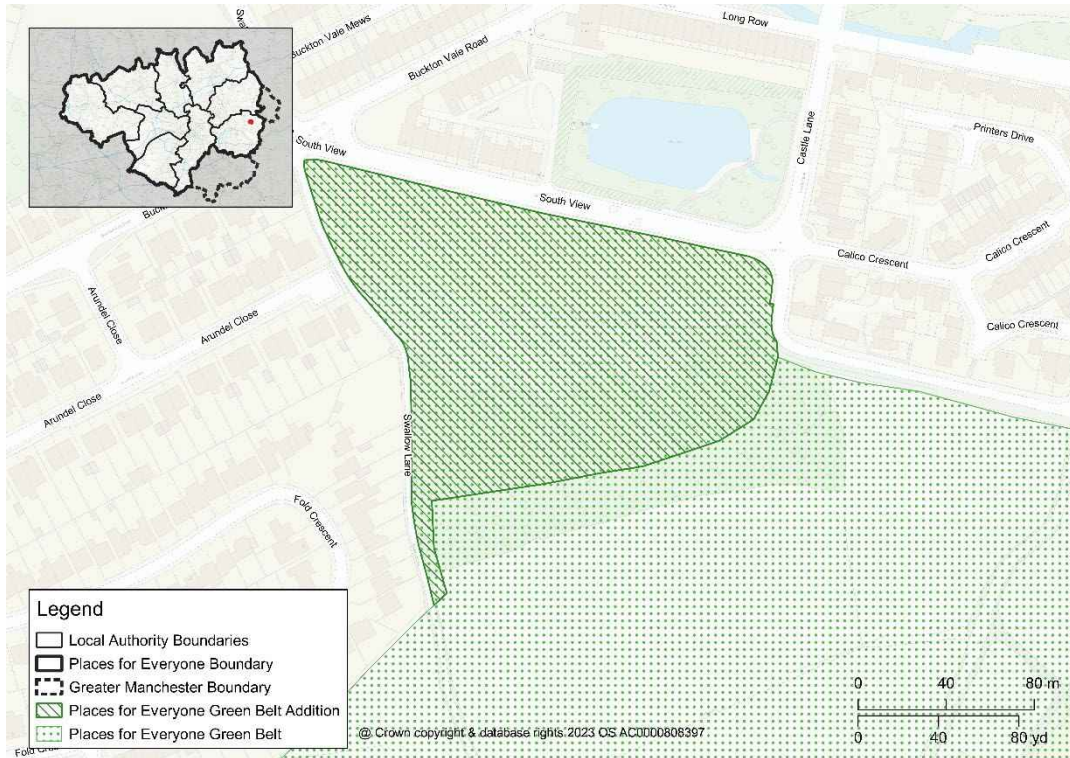 Long Row
Buckton Vale Mews
Buckton Vale Road
Printers Drive
South View
Castle Lane
South View
Calico Crescent
Calico Crescent
Calico Crescent
Arundel Close
Arundel Close
Arundel Close
Swallow Lane
Fold Crescent
Legend
Local Authority Boundaries
Places for Everyone Boundary
Greater Manchester Boundary
Places for Everyone Green Belt Addition
Places for Everyone Green Belt
@ Crown copyright & database rights 2023 OS AC0000808397
0 40 80 m
0 40 80 yd